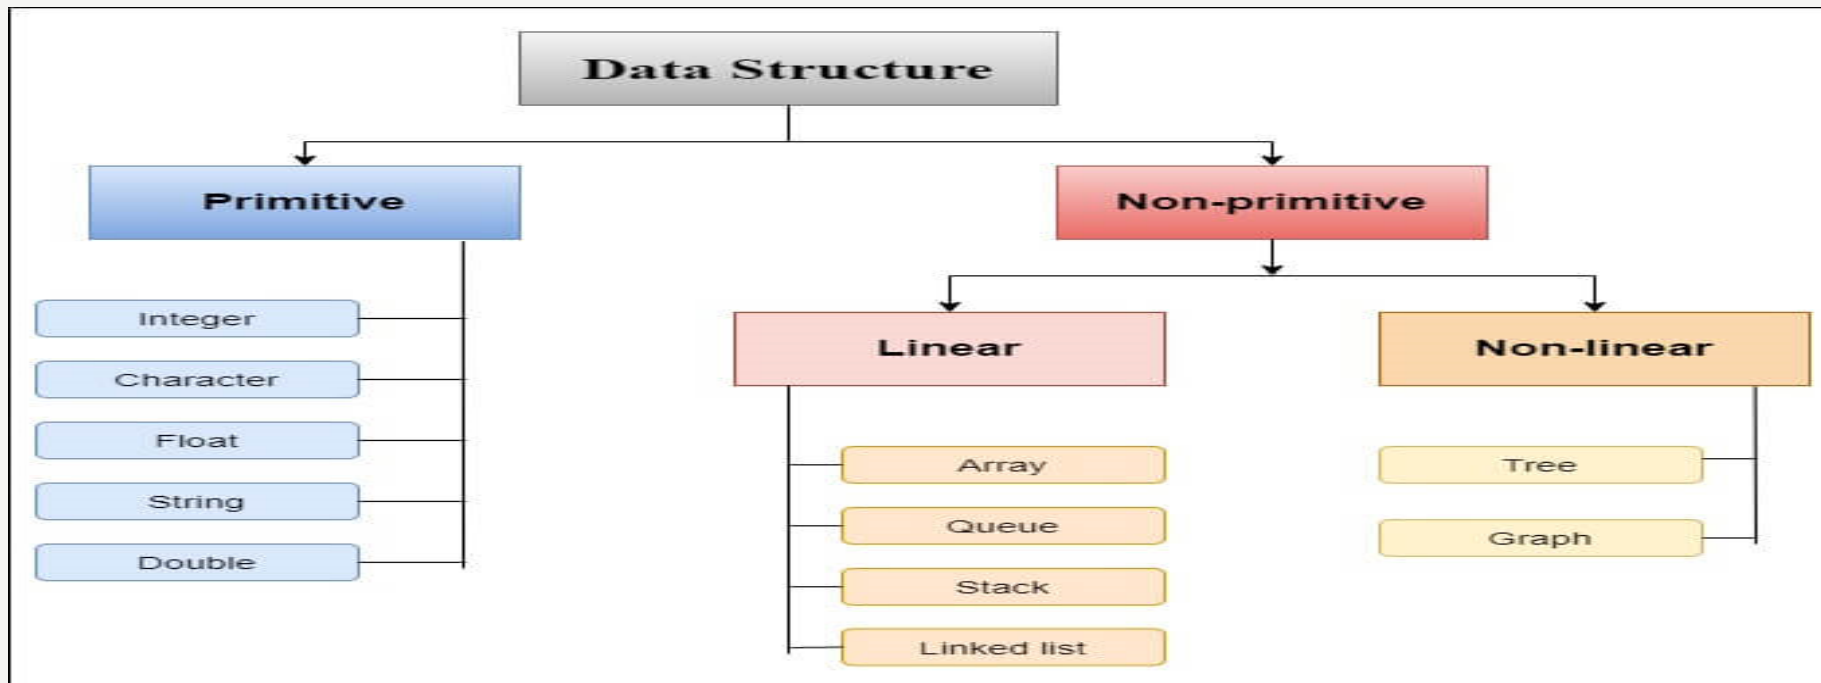 Data Structure
Primitive
Non-primitive
Integer
Character
Float
String
Double
Linear
Array
Queue
Stack
Linked list
Non-linear
Tree
Graph